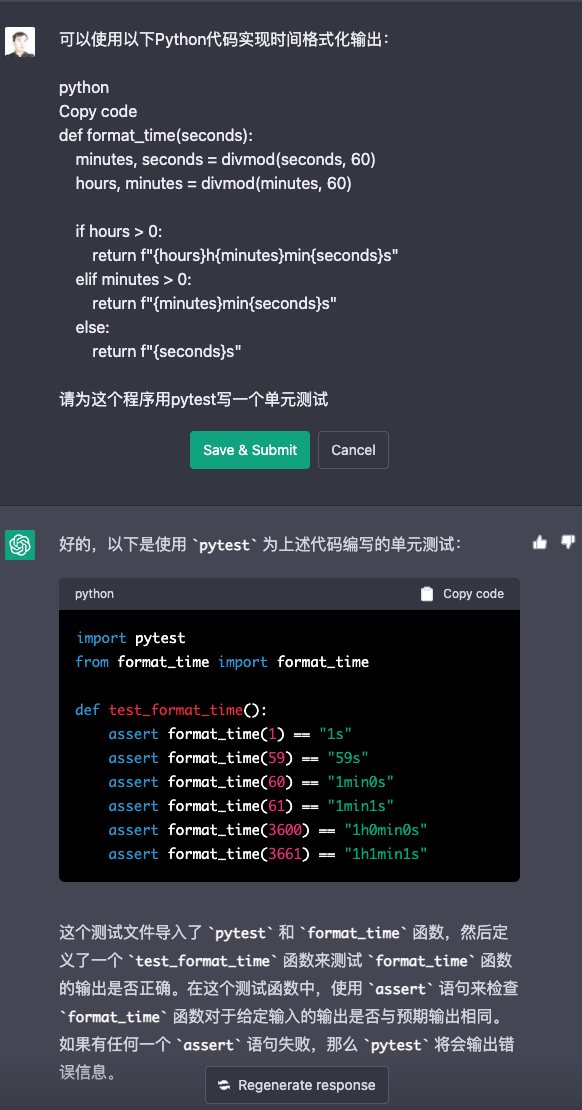 可以使用以下Python代码实现时间格式化输出：
python
Copy code
def format_time(seconds):
    minutes, seconds = divmod(seconds, 60)
    hours, minutes = divmod(minutes, 60)
    if hours > 0:
        return f"{hours}h{minutes}min{seconds}s"
    elif minutes > 0:
        return f"{minutes}min{seconds}s"
    else:
        return f"{seconds}s"
请为这个程序用pytest写一个单元测试
Save & Submit Cancel
好的，以下是使用 `pytest` 为上述代码编写的单元测试：
python Copy code
import pytest
from format_time import format_time
def test_format_time():
    assert format_time(1) == "1s"
    assert format_time(59) == "59s"
    assert format_time(60) == "1min0s"
    assert format_time(61) == "1min1s"
    assert format_time(3600) == "1h0min0s"
    assert format_time(3661) == "1h1min1s"
这个测试文件导入了 `pytest` 和 `format_time` 函数，然后定
义了一个 `test_format_time` 函数来测试 `format_time` 函数
的输出是否正确。在这个测试函数中，使用 `assert` 语句来检查
`format_time` 函数对于给定输入的输出是否与预期输出相同。
如果有任何一个 `assert` 语句失败，那么 `pytest` 将会输出错
误信息。
Regenerate response